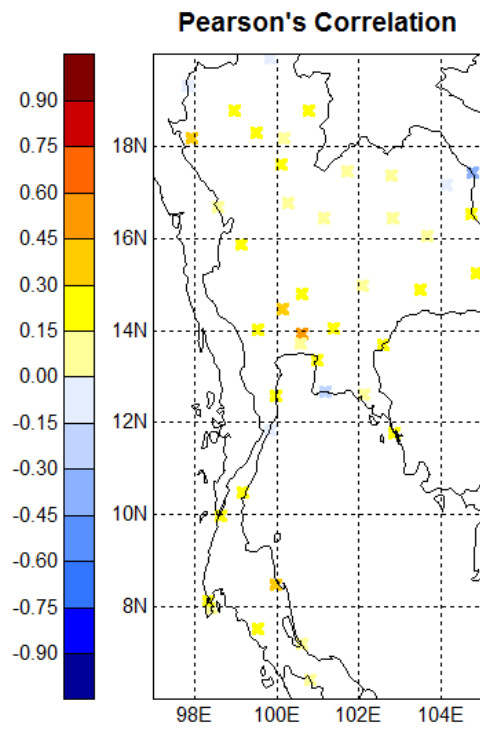 Pearson's Correlation
0.90
0.75
0.60
0.45
0.30
0.15
0.00
-0.15
-0.30
-0.45
-0.60
-0.75
-0.90
18N
16N
14N
12N
10N
8N
98E 100E 102E 104E